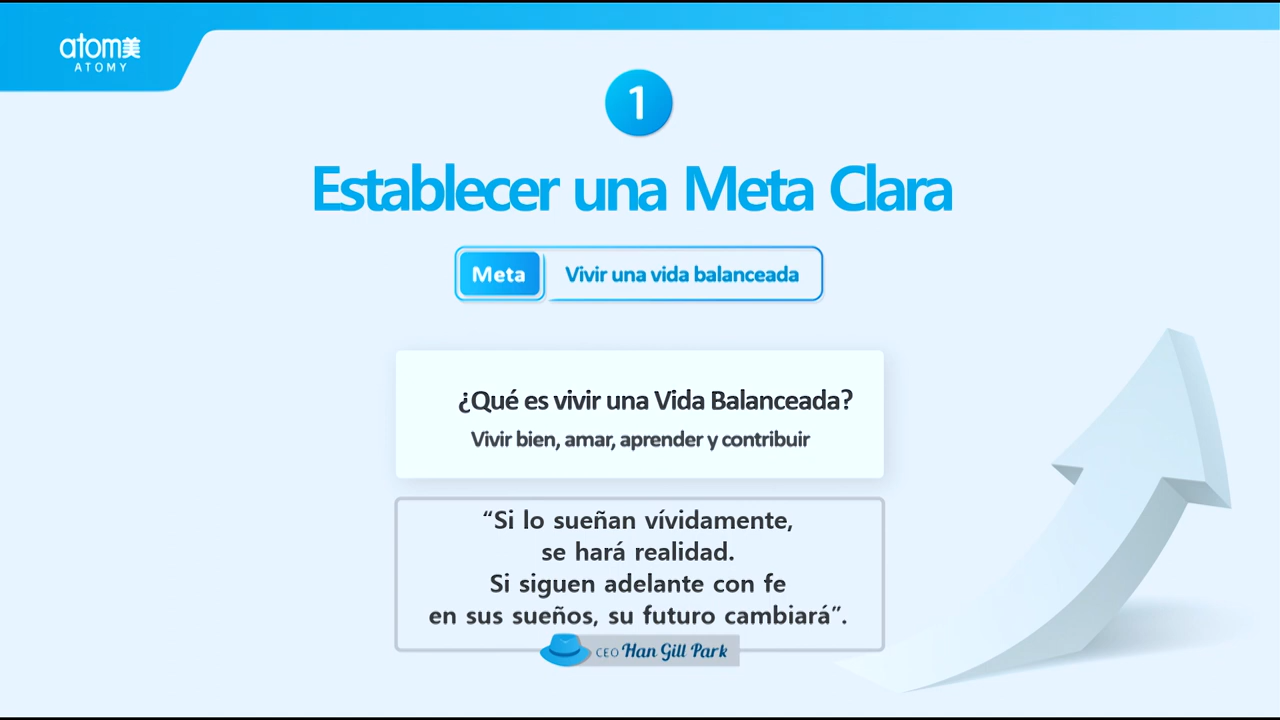 atom美
ATOMY
1
Establecer una Meta Clara
Meta Vivir una vida balanceada
¿Qué es vivir una Vida Balanceada?
Vivir bien, amar, aprender y contribuir
“Si lo sueñan vívidamente,
se hará realidad.
Si siguen adelante con fe
en sus sueños, su futuro cambiará”.
CEO Han Gill Park